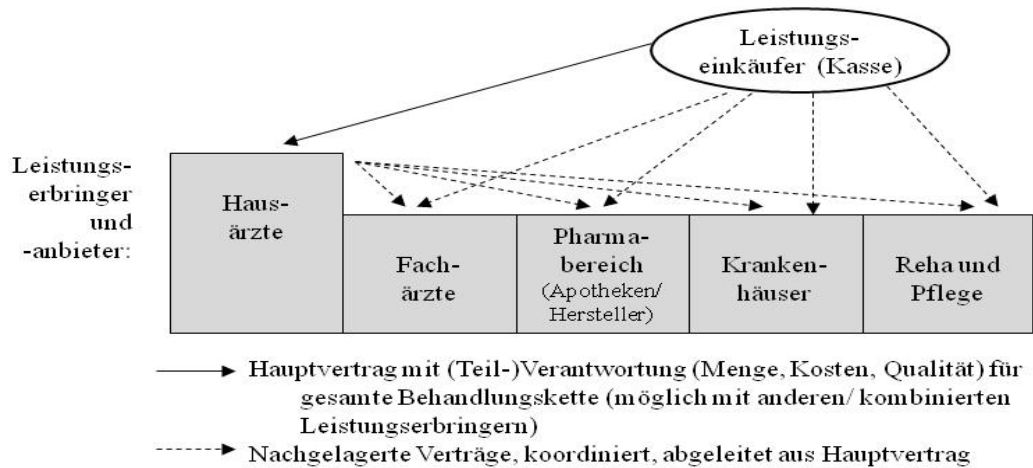 Leistungs-
einkäufer (Kasse)
Leistungs-
erbringer
und
-anbieter:
Haus-
ärzte
Fach-
ärzte
Pharma-
bereich
(Apotheken/
Hersteller)
Kranken-
häuser
Reha und
Pflege
Hauptvertrag mit (Teil-)Verantwortung (Menge, Kosten, Qualität) für
gesamte Behandlungskette (möglich mit anderen/ kombinierten
Leistungserbringern)
Nachgelagerte Verträge, koordiniert, abgeleitet aus Hauptvertrag